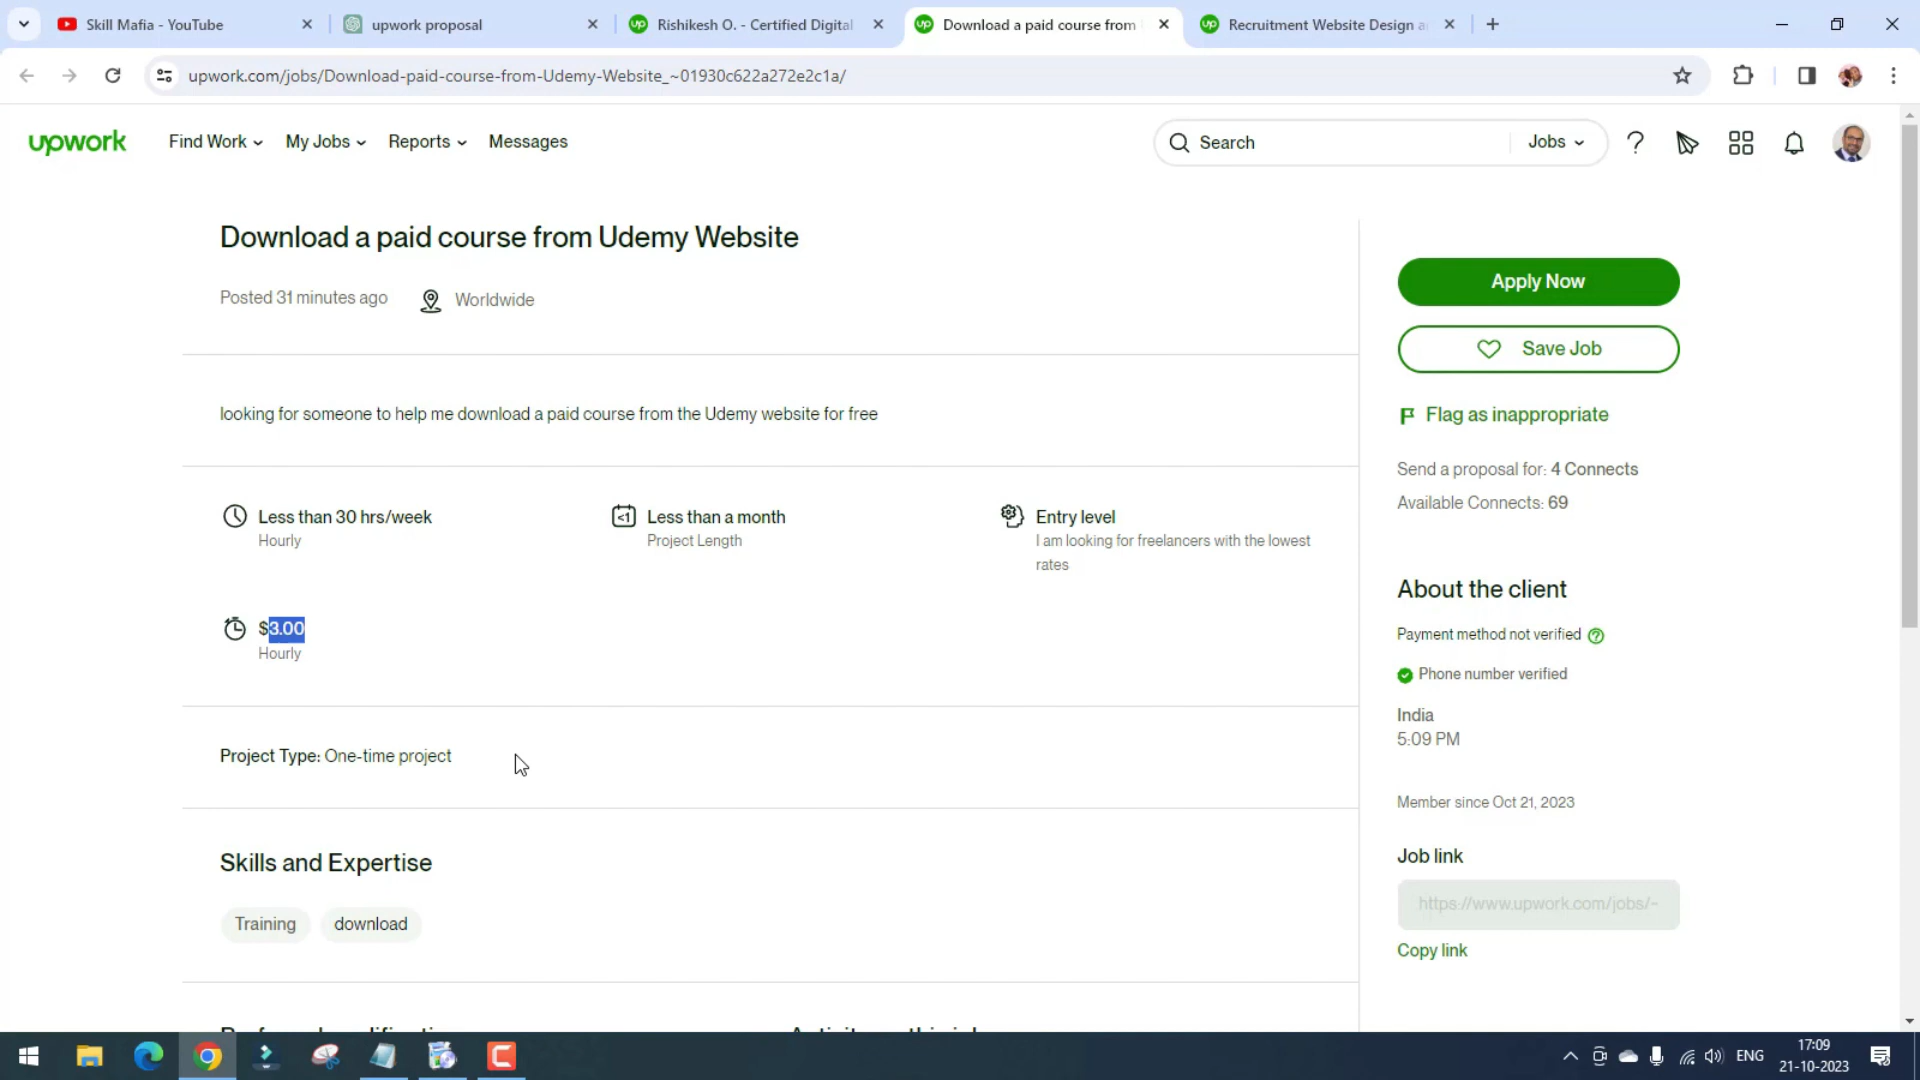 Skill Mafia - YouTube
upwork proposal
Rishikesh O. - Certified Digital
Download a paid course from
Recruitment Website Design a
upwork.com/jobs/Download-paid-course-from-Udemy-Website_~01930c622a272e2c1a/
upwork
Find Work
My Jobs
Reports
Messages
Search
Jobs
Download a paid course from Udemy Website
Posted 31 minutes ago
Worldwide
Apply Now
Save Job
looking for someone to help me download a paid course from the Udemy website for free
Flag as inappropriate
Send a proposal for: 4 Connects
Available Connects: 69
Less than 30 hrs/week
Hourly
Less than a month
Project Length
Entry level
I am looking for freelancers with the lowest
rates
$3.00
Hourly
About the client
Payment method not verified
Phone number verified
India
5:09 PM
Member since Oct 21, 2023
Project Type: One-time project
Skills and Expertise
Training
download
Job link
https://www.upwork.com/jobs/~
Copy link
ENG
17:09
21-10-2023